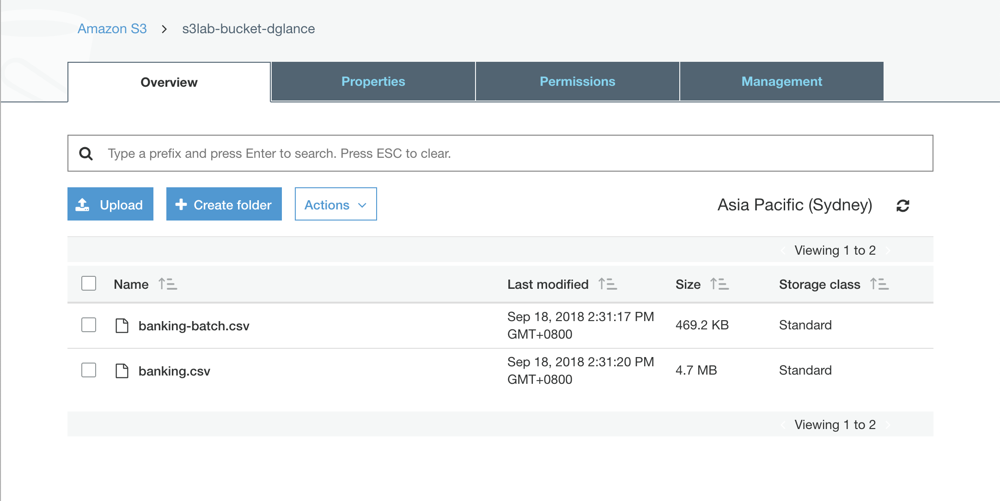 Amazon S3 > s3lab-bucket-dglance
Overview Properties Permissions Management
Type a prefix and press Enter to search. Press ESC to clear.
Upload Create folder Actions Asia Pacific (Sydney)
Viewing 1 to 2
Name Last modified Size Storage class
banking-batch.csv Sep 18, 2018 2:31:17 PM 469.2 KB Standard
GMT+0800
banking.csv Sep 18, 2018 2:31:20 PM 4.7 MB Standard
GMT+0800
Viewing 1 to 2